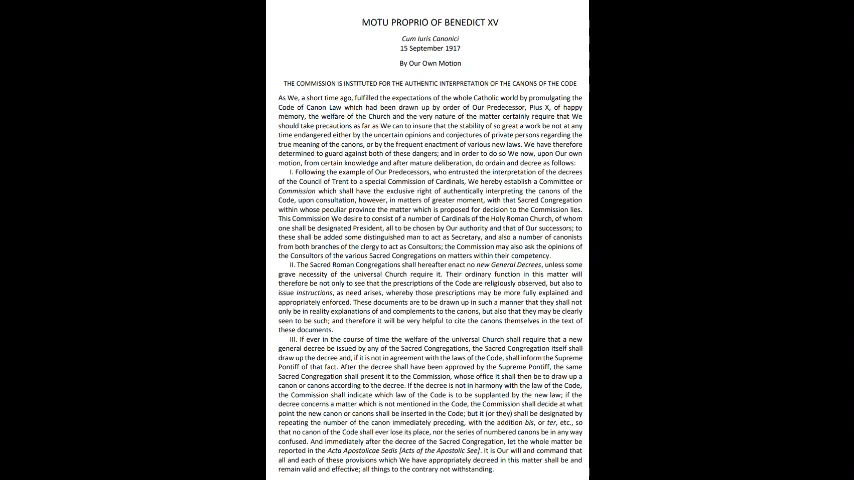 MOTU PROPRIO OF BENEDICT XV
Cum Iuris Canonici
15 September 1917
By Our Own Motion
THE COMMISSION IS INSTITUTED FOR THE AUTHENTIC INTERPRETATION OF THE CANONS OF THE CODE
As We, a short time ago, fulfilled the expectations of the whole Catholic world by promulgating the
Code of Canon Law which had been drawn up by order of Our Predecessor, Pius X, of happy
memory, the welfare of the Church and the very nature of the matter certainly require that We
should take precautions as far as We can to insure that the stability of so great a work be not at any
time endangered either by the uncertain opinions and conjectures of private persons regarding the
true meaning of the canons, or by the frequent enactment of various new laws. We have therefore
determined to guard against both of these dangers; and in order to do so We now, upon Our own
motion, from certain knowledge and after mature deliberation, do ordain and decree as follows:
I. Following the example of Our Predecessors, who entrusted the interpretation of the decrees
of the Council of Trent to a special Commission of Cardinals, We hereby establish a Committee or
Commission which shall have the exclusive right of authentically interpreting the canons of the
Code, upon consultation, however, in matters of greater moment, with that Sacred Congregation
within whose peculiar province the matter which is proposed for decision to the Commission lies.
This Commission We desire to consist of a number of Cardinals of the Holy Roman Church, of whom
one shall be designated President, all to be chosen by Our authority and that of Our successors; to
these shall be added some distinguished man to act as Secretary, and also a number of canonists
from both branches of the clergy to act as Consultors; the Commission may also ask the opinions of
the Consultors of the various Sacred Congregations on matters within their competency.
II. The Sacred Roman Congregations shall hereafter enact no new General Decrees, unless some
grave necessity of the universal Church require it. Their ordinary function in this matter will
therefore be not only to see that the prescriptions of the Code are religiously observed, but also to
issue Instructions, as need arises, whereby those prescriptions may be more fully explained and
appropriately enforced. These documents are to be drawn up in such a manner that they shall not
only be in reality explanations of and complements to the canons, but also that they may be clearly
seen to be such; and therefore it will be very helpful to cite the canons themselves in the text of
these documents.
III. If ever in the course of time the welfare of the universal Church shall require that a new
general decree be issued by any of the Sacred Congregations, the Sacred Congregation itself shall
draw up the decree and, if it is not in agreement with the laws of the Code, shall inform the Supreme
Pontiff of that fact. After the decree shall have been approved by the Supreme Pontiff, the same
Sacred Congregation shall present it to the Commission, whose office it shall then be to draw up a
canon or canons according to the decree. If the decree is not in harmony with the law of the Code,
the Commission shall indicate which law of the Code is to be supplanted by the new law; if the
decree concerns a matter which is not mentioned in the Code, the Commission shall decide at what
point the new canon or canons shall be inserted in the Code; but it (or they) shall be designated by
repeating the number of the canon immediately preceding, with the addition bis, or ter, etc., so
that no canon of the Code shall ever lose its place, nor the series of numbered canons be in any way
confused. And immediately after the decree of the Sacred Congregation, let the whole matter be
reported in the Acta Apostolicae Sedis [Acts of the Apostolic See]. It is Our will and command that
all and each of these provisions which We have appropriately decreed in this matter shall be and
remain valid and effective; all things to the contrary not withstanding.